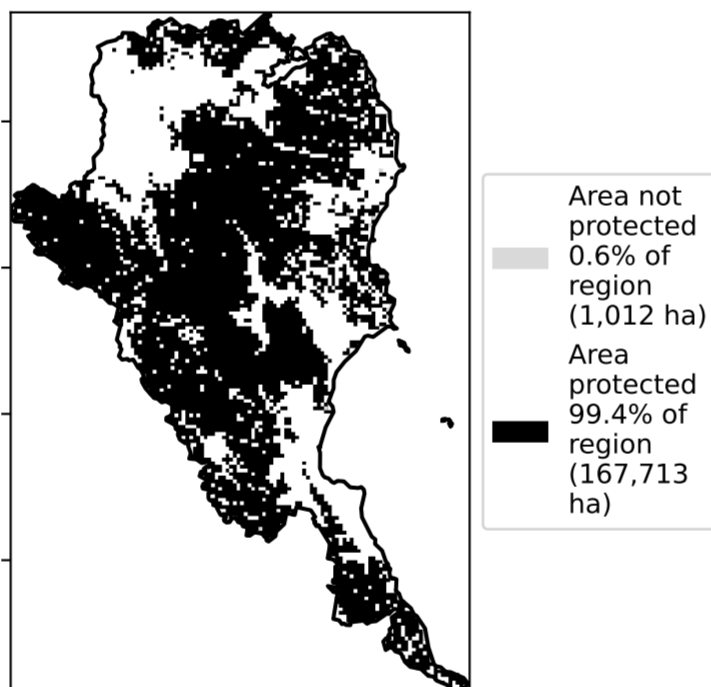 Area not
protected
0.6% of
region
(1,012 ha)
Area
protected
99.4% of
region
(167,713
ha)